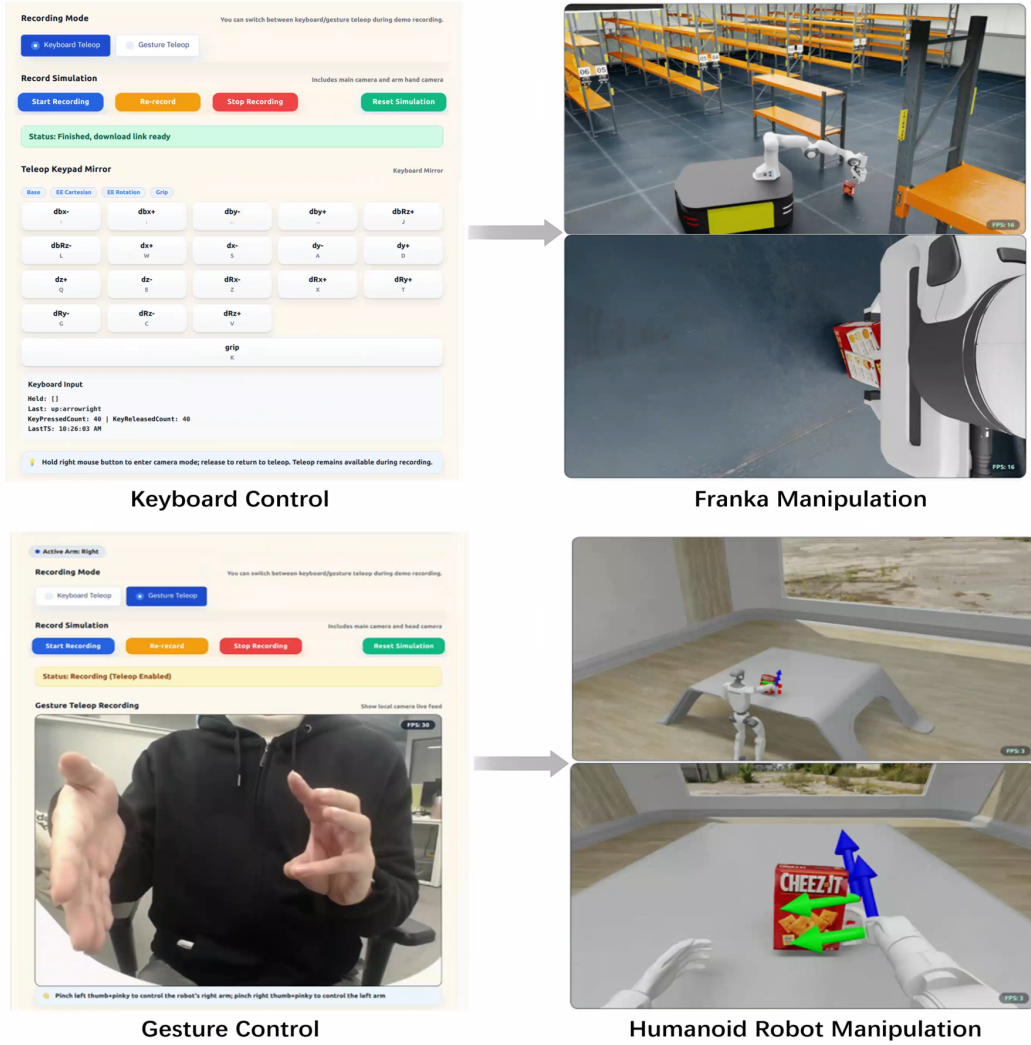 Recording Mode
You can switch between keyboard/gesture teleop during demo recording.
Keyboard Teleop
Gesture Teleop
Record Simulation
Includes main camera and arm hand camera
Start Recording
Re-record
Stop Recording
Reset Simulation
Status: Finished, download link ready
Teleop Keypad Mirror
Keyboard Mirror
Base
EE Cartesian
EE Rotation
Grip
dbx-
dbx+
dby-
dby+
dbRz+
J
dbRz-
L
dx+
W
dx-
S
dy-
A
dy+
D
dz+
Q
dz-
E
dRx-
Z
dRx+
X
dRy+
T
dRy-
G
dRz-
C
dRz+
V
grip
K
Keyboard Input
Held: []
Last: up:arrowright
KeyPressedCount: 40 | KeyReleasedCount: 40
LastTS: 10:26:03 AM
Hold right mouse button to enter camera mode; release to return to teleop. Teleop remains available during recording.
06 05
FPS: 16
FPS: 16
Keyboard Control
Franka Manipulation
Active Arm: Right
Recording Mode
You can switch between keyboard/gesture teleop during demo recording.
Keyboard Teleop
Gesture Teleop
Record Simulation
Includes main camera and head camera
Start Recording
Re-record
Stop Recording
Reset Simulation
Status: Recording (Teleop Enabled)
Gesture Teleop Recording
Show local camera live feed
FPS: 30
Pinch left thumb+pinky to control the robot's right arm; pinch right thumb+pinky to control the left arm
FPS: 3
CHEEZ-IT
FPS: 3
Gesture Control
Humanoid Robot Manipulation